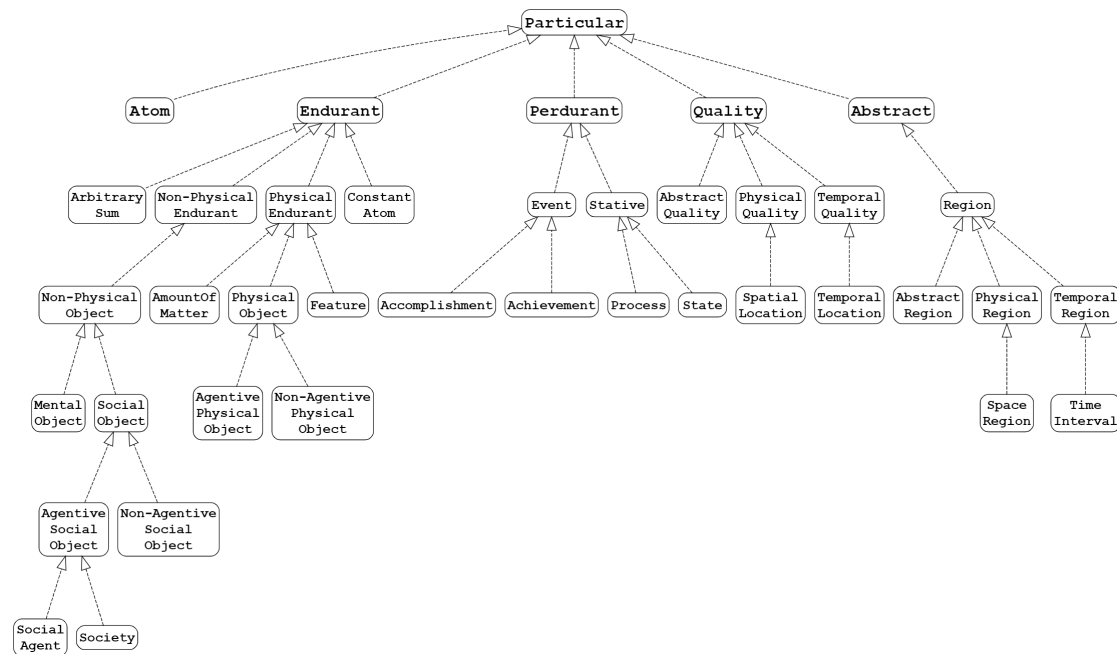 Particular
Atom
Endurant
Perdurant
Quality
Abstract
Arbitrary
Sum
Non-Physical
Endurant
Physical
Endurant
Constant
Atom
Event
Stative
Abstract
Quality
Physical
Quality
Temporal
Quality
Region
Non-Physical
Object
AmountOf
Matter
Physical
Object
Feature
Accomplishment
Achievement
Process
State
Spatial
Location
Temporal
Location
Abstract
Region
Physical
Region
Temporal
Region
Mental
Object
Social
Object
Agentive
Physical
Object
Non-Agentive
Physical
Object
Space
Region
Time
Interval
Agentive
Social
Object
Non-Agentive
Social
Object
Social
Agent
Society